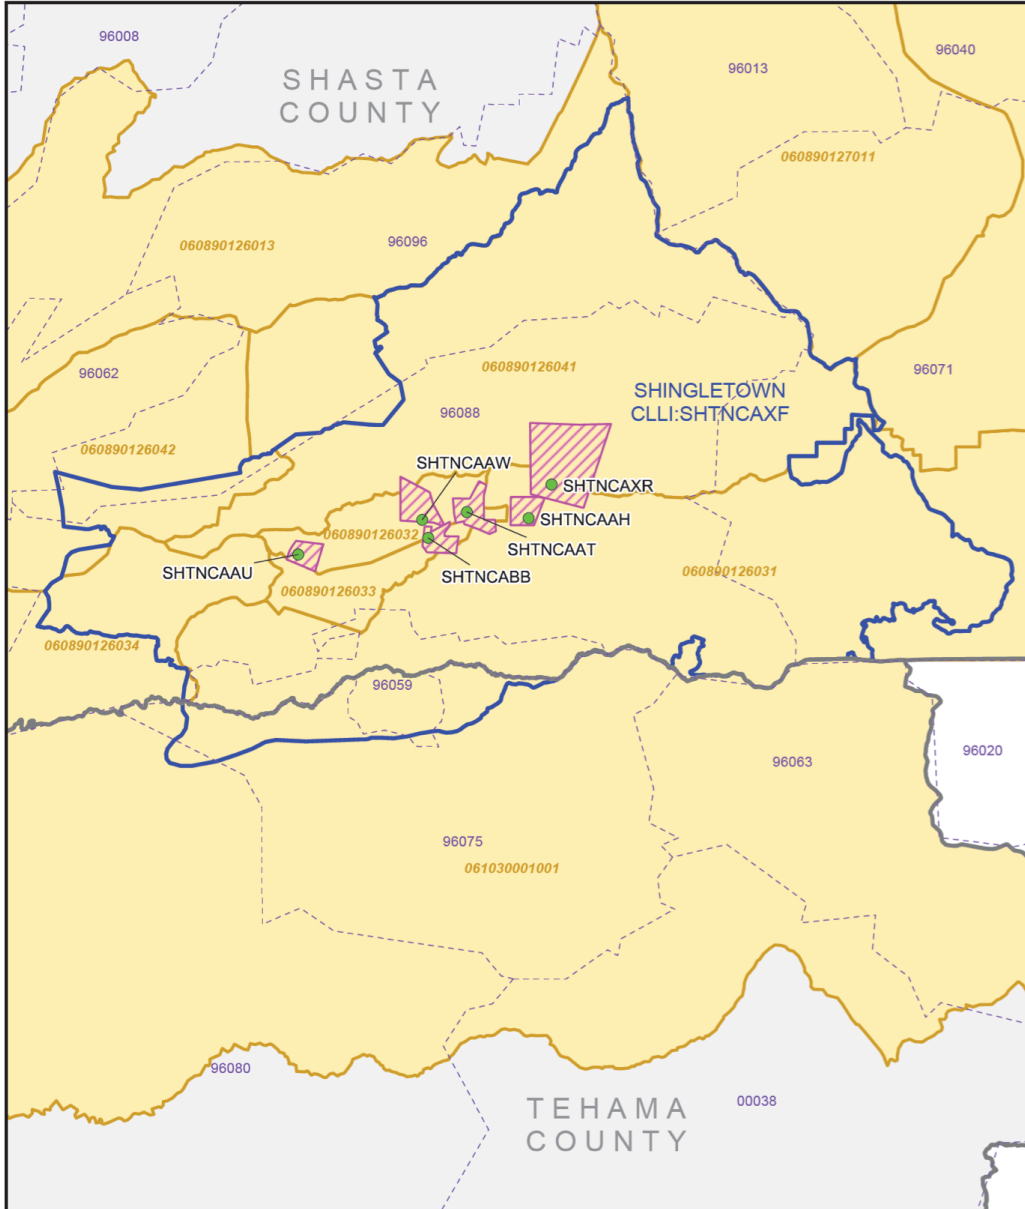 96008
SHASTA
COUNTY
96013
96040
060890127011
060890126013
96096
96062
060890126041
96071
SHINGLETOWN
CLLI:SHTNCAXF
96088
060890126042
SHTNCAAW
SHTNCAXR
SHTNCAAH
060890126032
SHTNCAAT
SHTNCAAU
SHTNCABB
060890126031
060890126033
060890126034
96059
96020
96063
96075
061030001001
96080
00038
TEHAMA
COUNTY